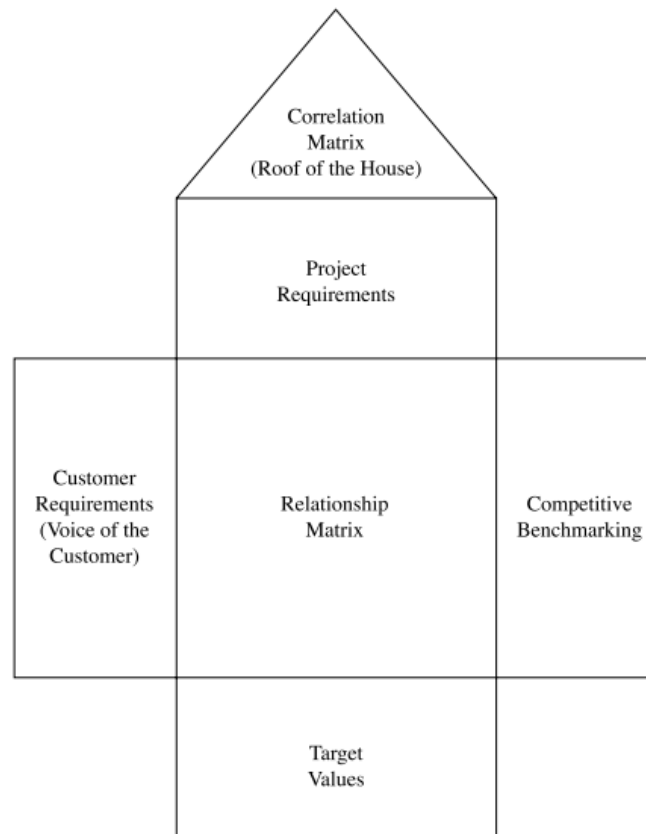 Correlation
Matrix
(Roof of the House)
Project
Requirements
Customer
Requirements
(Voice of the
Customer)
Relationship
Matrix
Competitive
Benchmarking
Target
Values